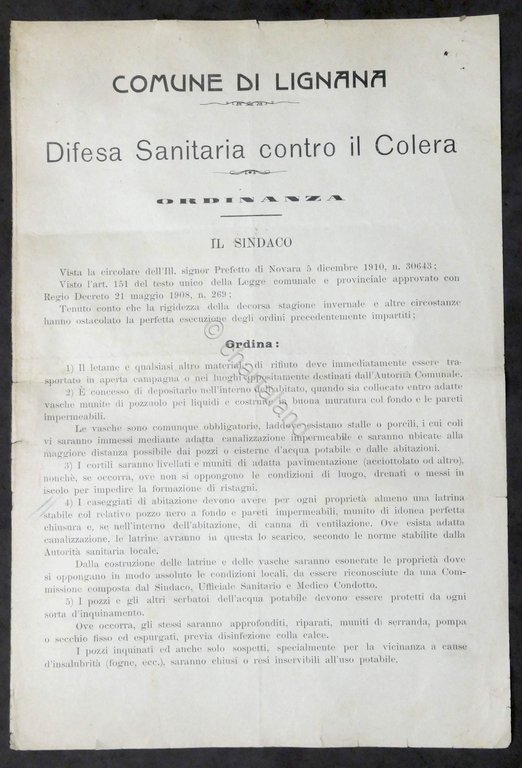 COMUNE DI LIGNANA
Difesa Sanitaria contro il Colera
ORDINANZA
IL SINDACO
Vista la circolare dell'Ill. signor Prefetto di Novara 5 dicembre 1910, n. 30643;
Visto l'art. 151 del testo unico della Legge comunale e provinciale approvato con
Regio Decreto 21 maggio 1908, n. 269;
Tenuto conto che la rigidezza della decorsa stagione invernale e altre circostanze
hanno ostacolato la perfetta esecuzione degli ordini precedentemente impartiti;
Ordina:
1) Il letame e qualsiasi altro materiale di rifiuto deve immediatamente essere tra-
sportato in aperta campagna o nei luoghi appositamente destinati dall'Autorità Comunale.
2) È concesso di depositarlo nell'interno dell'abitato, quando sia collocato entro adatte
vasche munite di pozzuolo pei liquidi e costruite in buona muratura col fondo e le pareti
impermeabili.
Le vasche sono comunque obbligatorie, laddove esistano stalle o porcili, i cui coli
vi saranno immessi mediante adatta canalizzazione impermeabile e saranno ubicate alla
maggiore distanza possibile dai pozzi o cisterne d'acqua potabile e dalle abitazioni.
3) I cortili saranno livellati e muniti di adatta pavimentazione (acciottolato od altro),
nonchè, se occorra, ove non si oppongono le condizioni di luogo, drenati o messi in
iscolo per impedire la formazione di ristagni.
4) I caseggiati di abitazione devono avere per ogni proprietà almeno una latrina
stabile col relativo pozzo nero a fondo e pareti impermeabili, munito di idonea perfetta
chiusura e, se nell'interno dell'abitazione, di canna di ventilazione. Ove esista adatta
canalizzazione, le latrine avranno in questa lo scarico, secondo le norme stabilite dalla
Autorità sanitaria locale.
Dalla costruzione delle latrine e delle vasche saranno esonerate le proprietà dove
si oppongano in modo assoluto le condizioni locali, da essere riconosciute da una Com-
missione composta dal Sindaco, Ufficiale Sanitario e Medico Condotto.
5) I pozzi e gli altri serbatoi dell'acqua potabile devono essere protetti da ogni
sorta d'inquinamento.
Ove occorra, gli stessi saranno approfonditi, riparati, muniti di serranda, pompa
o secchio fisso ed espurgati, previa disinfezione colla calce.
I pozzi inquinati ed anche solo sospetti, specialmente per la vicinanza a cause
d'insalubrità (fogne, ecc.), saranno chiusi o resi inservibili all'uso potabile.